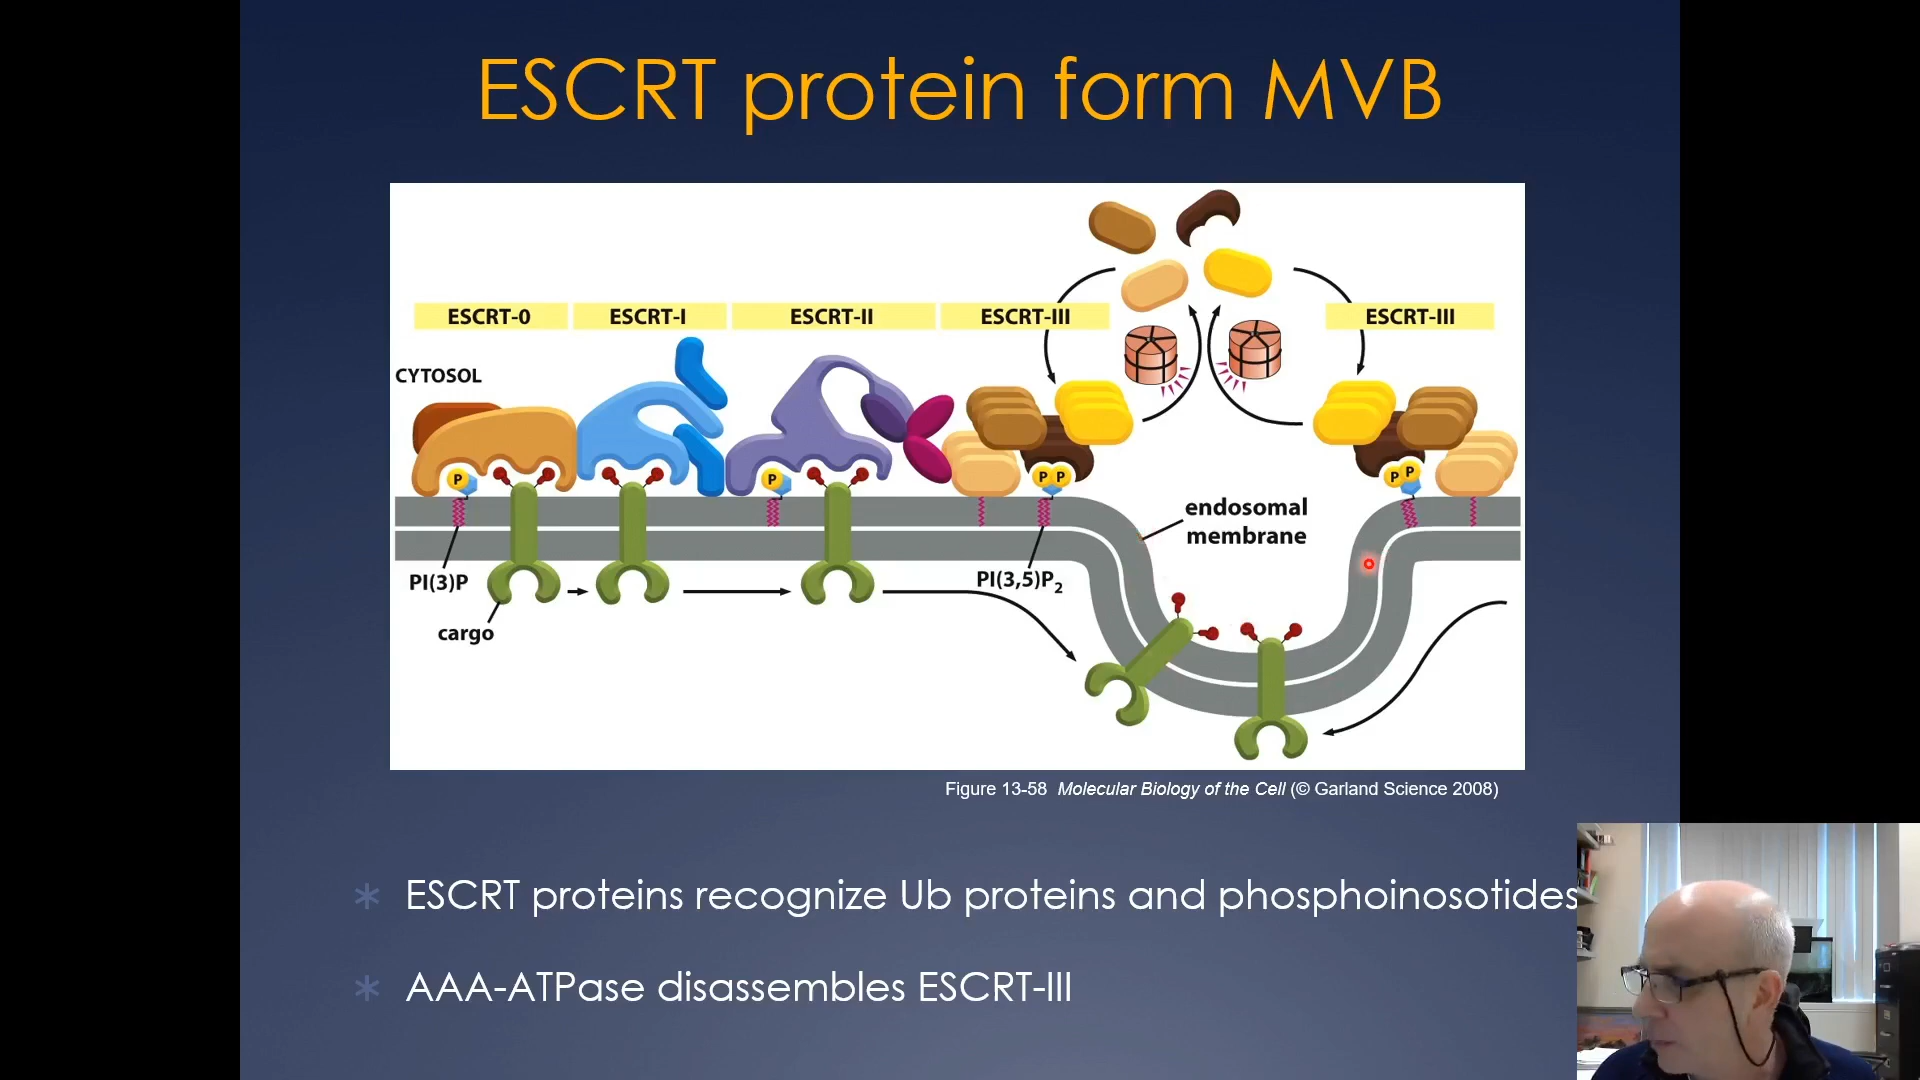 ESCRT protein form MVB
ESCRT-0
ESCRT-I
ESCRT-II
ESCRT-III
ESCRT-III
CYTOSOL
P
P
P P
P P
endosomal
membrane
PI(3)P
PI(3,5)P2
cargo
Figure 13-58 Molecular Biology of the Cell (© Garland Science 2008)
* ESCRT proteins recognize Ub proteins and phosphoinosotides
* AAA-ATPase disassembles ESCRT-III